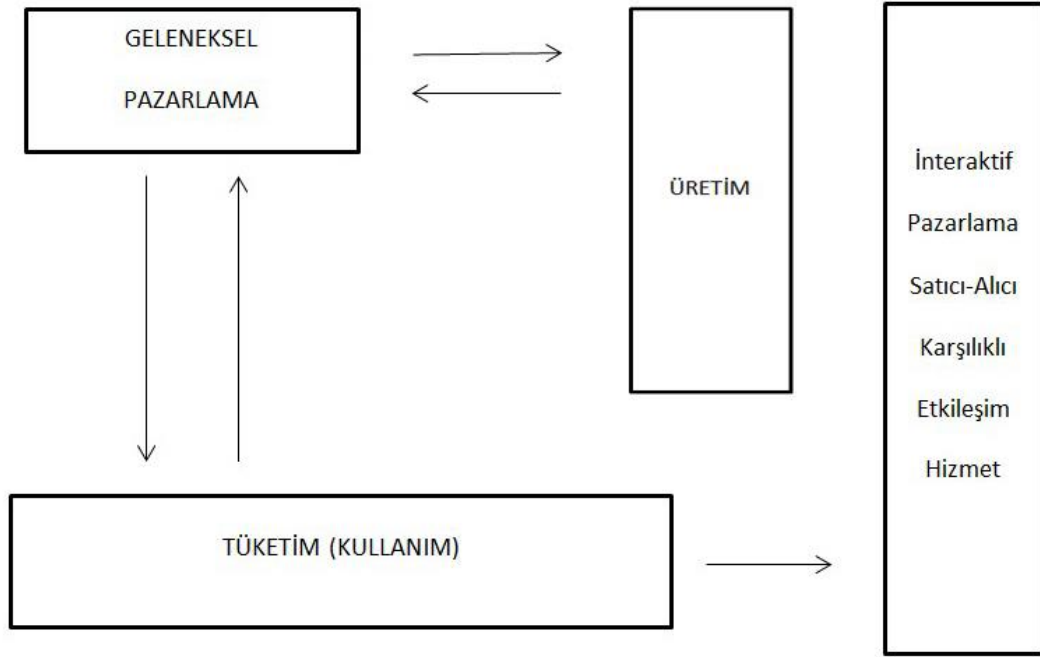 GELENEKSEL
PAZARLAMA
ÜRETİM
İnteraktif
Pazarlama
Satıcı-Alıcı
Karşılıklı
Etkileşim
Hizmet
TÜKETİM (KULLANIM)